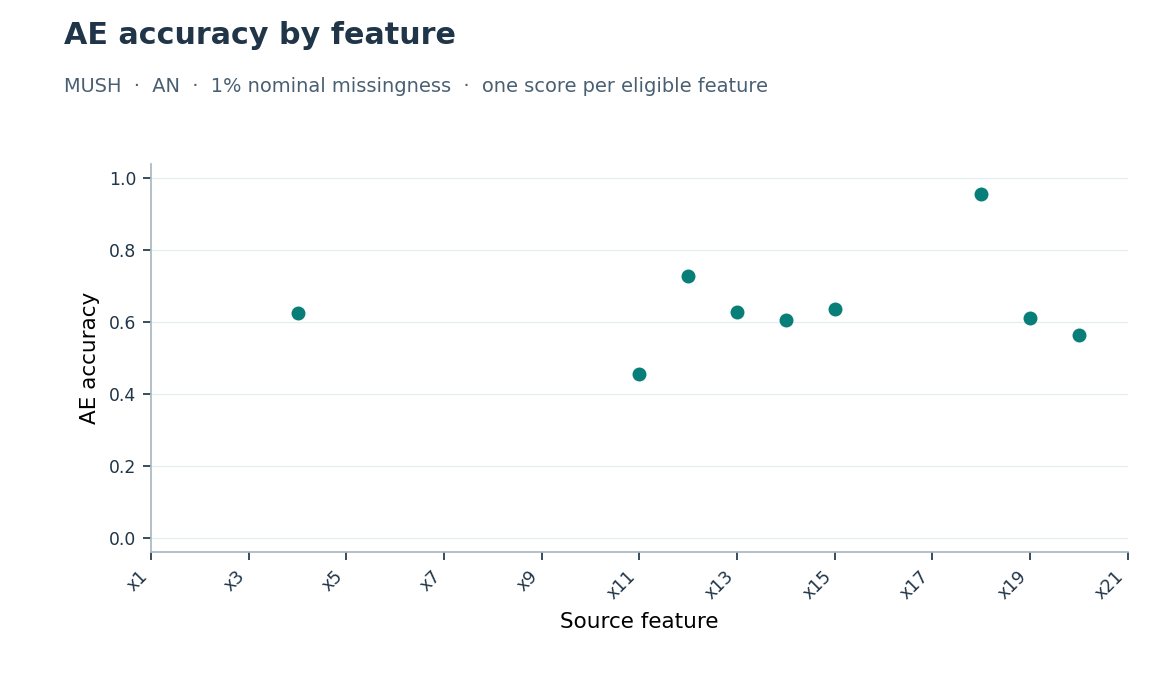 AE accuracy by feature
MUSH · AN · 1% nominal missingness · one score per eligible feature
AE accuracy
1.0
0.8
0.6
0.4
0.2
0.0
x1 x3 x5 x7 x9 x11 x13 x15 x17 x19 x21
Source feature